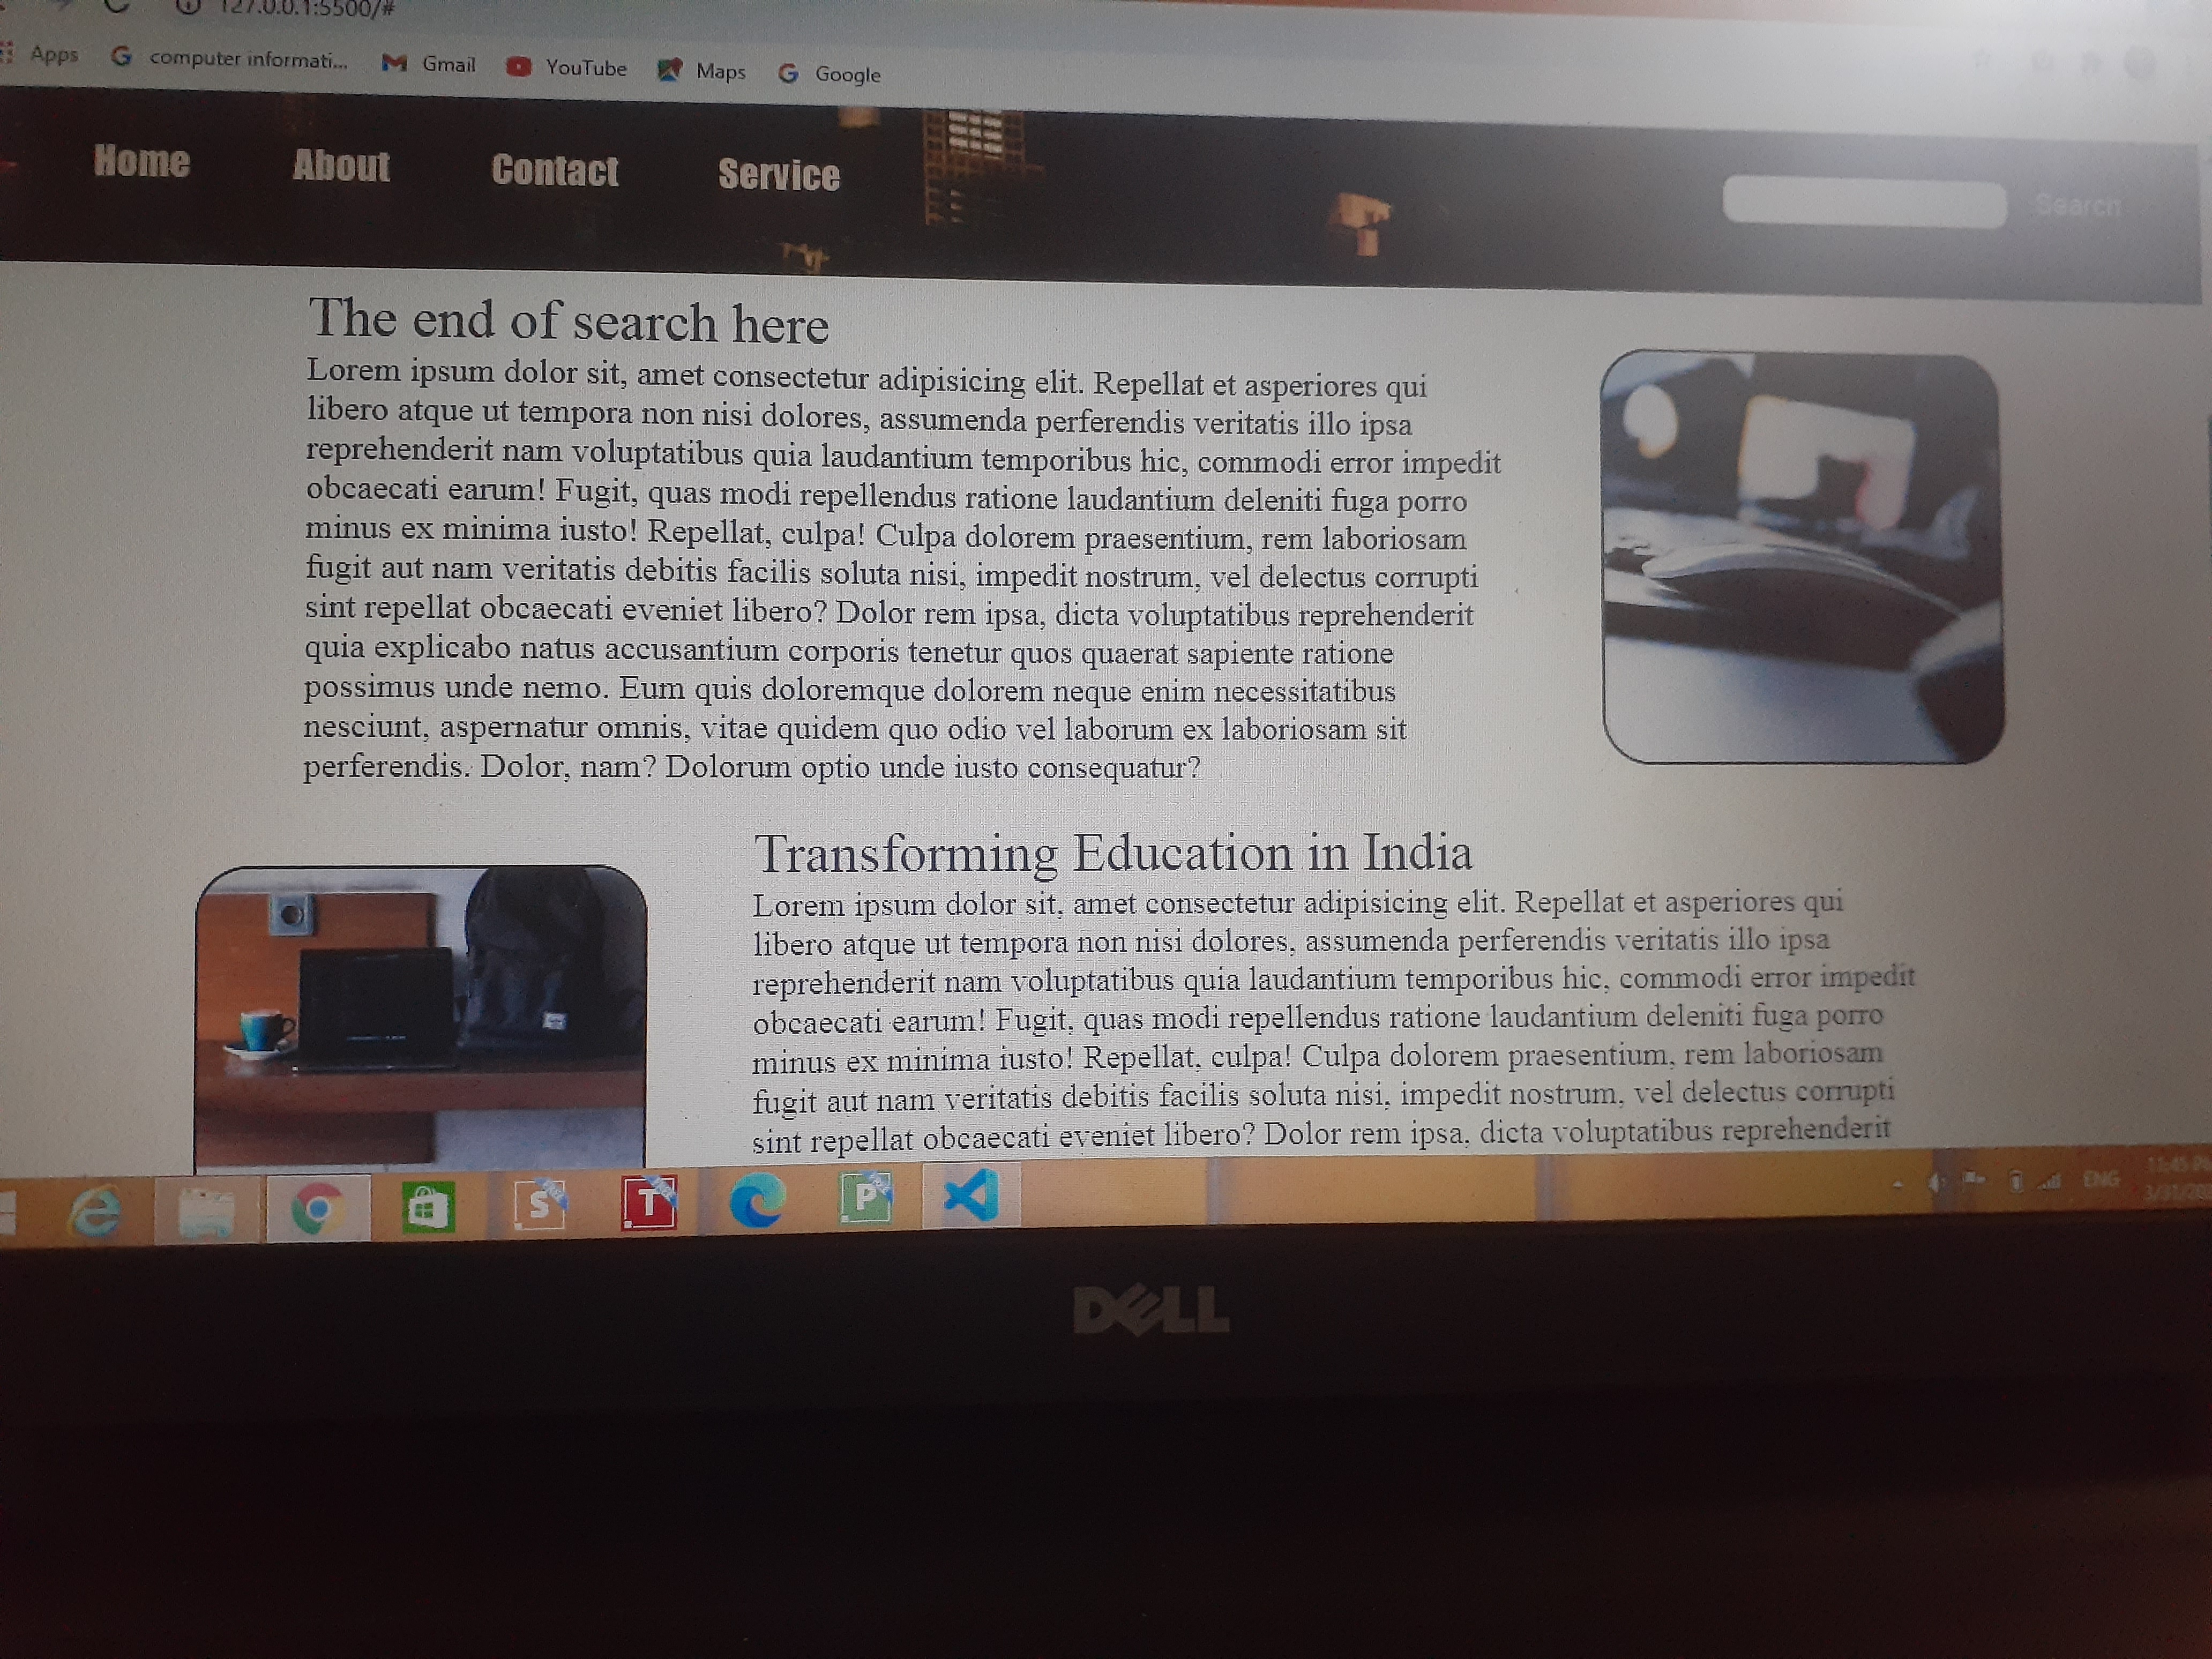 127.0.0.1:5500/#
Apps computer informati... Gmail YouTube Maps Google
Home About Contact Service Search
The end of search here
Lorem ipsum dolor sit, amet consectetur adipisicing elit. Repellat et asperiores qui
libero atque ut tempora non nisi dolores, assumenda perferendis veritatis illo ipsa
reprehenderit nam voluptatibus quia laudantium temporibus hic, commodi error impedit
obcaecati earum! Fugit, quas modi repellendus ratione laudantium deleniti fuga porro
minus ex minima iusto! Repellat, culpa! Culpa dolorem praesentium, rem laboriosam
fugit aut nam veritatis debitis facilis soluta nisi, impedit nostrum, vel delectus corrupti
sint repellat obcaecati eveniet libero? Dolor rem ipsa, dicta voluptatibus reprehenderit
quia explicabo natus accusantium corporis tenetur quos quaerat sapiente ratione
possimus unde nemo. Eum quis doloremque dolorem neque enim necessitatibus
nesciunt, aspernatur omnis, vitae quidem quo odio vel laborum ex laboriosam sit
perferendis. Dolor, nam? Dolorum optio unde iusto consequatur?
Transforming Education in India
Lorem ipsum dolor sit, amet consectetur adipisicing elit. Repellat et asperiores qui
libero atque ut tempora non nisi dolores, assumenda perferendis veritatis illo ipsa
reprehenderit nam voluptatibus quia laudantium temporibus hic, commodi error impedit
obcaecati earum! Fugit, quas modi repellendus ratione laudantium deleniti fuga porro
minus ex minima iusto! Repellat, culpa! Culpa dolorem praesentium, rem laboriosam
fugit aut nam veritatis debitis facilis soluta nisi, impedit nostrum, vel delectus corrupti
sint repellat obcaecati eveniet libero? Dolor rem ipsa, dicta voluptatibus reprehenderit
S T P ENG
DELL